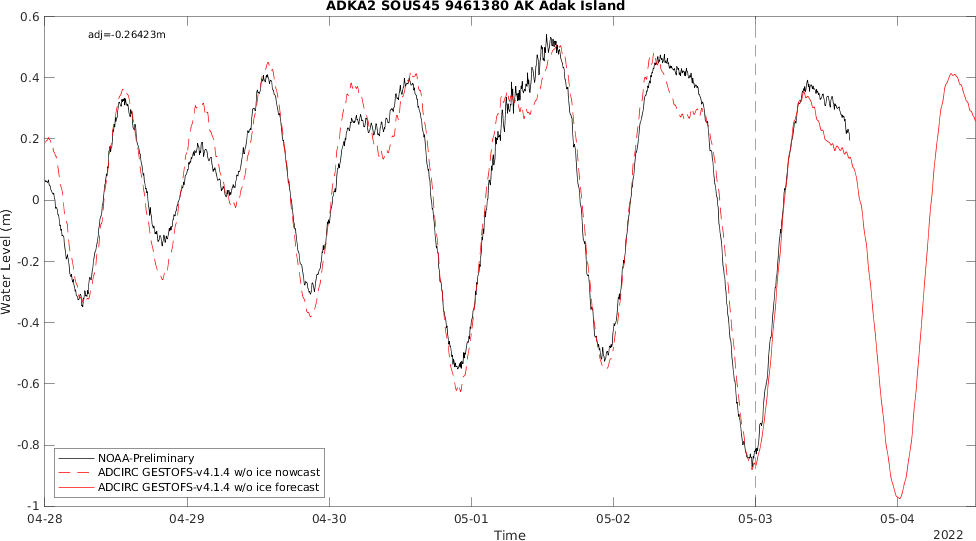 ADKA2 SOUS45 9461380 AK Adak Island
adj=-0.26423m
0.6
0.4
0.2
0
-0.2
-0.4
-0.6
-0.8
-1
Water Level (m)
NOAA-Preliminary
ADCIRC GESTOFS-v4.1.4 w/o ice nowcast
ADCIRC GESTOFS-v4.1.4 w/o ice forecast
04-28 04-29 04-30 05-01 05-02 05-03 05-04
Time
2022